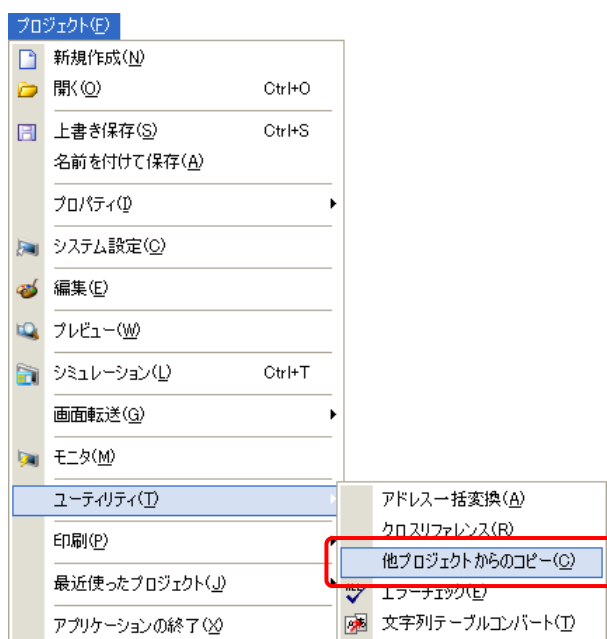 プロジェクト(F)
新規作成(N)
開く(O) Ctrl+O
上書き保存(S) Ctrl+S
名前を付けて保存(A)
プロパティ(I)
システム設定(C)
編集(E)
プレビュー(W)
シミュレーション(L) Ctrl+T
画面転送(G)
モニタ(M)
ユーティリティ(T)
印刷(P)
最近使ったプロジェクト(J)
アプリケーションの終了(X)
アドレス一括変換(A)
クロスリファレンス(R)
他プロジェクトからのコピー(C)
エラーチェック(E)
文字列テーブルコンバート(T)